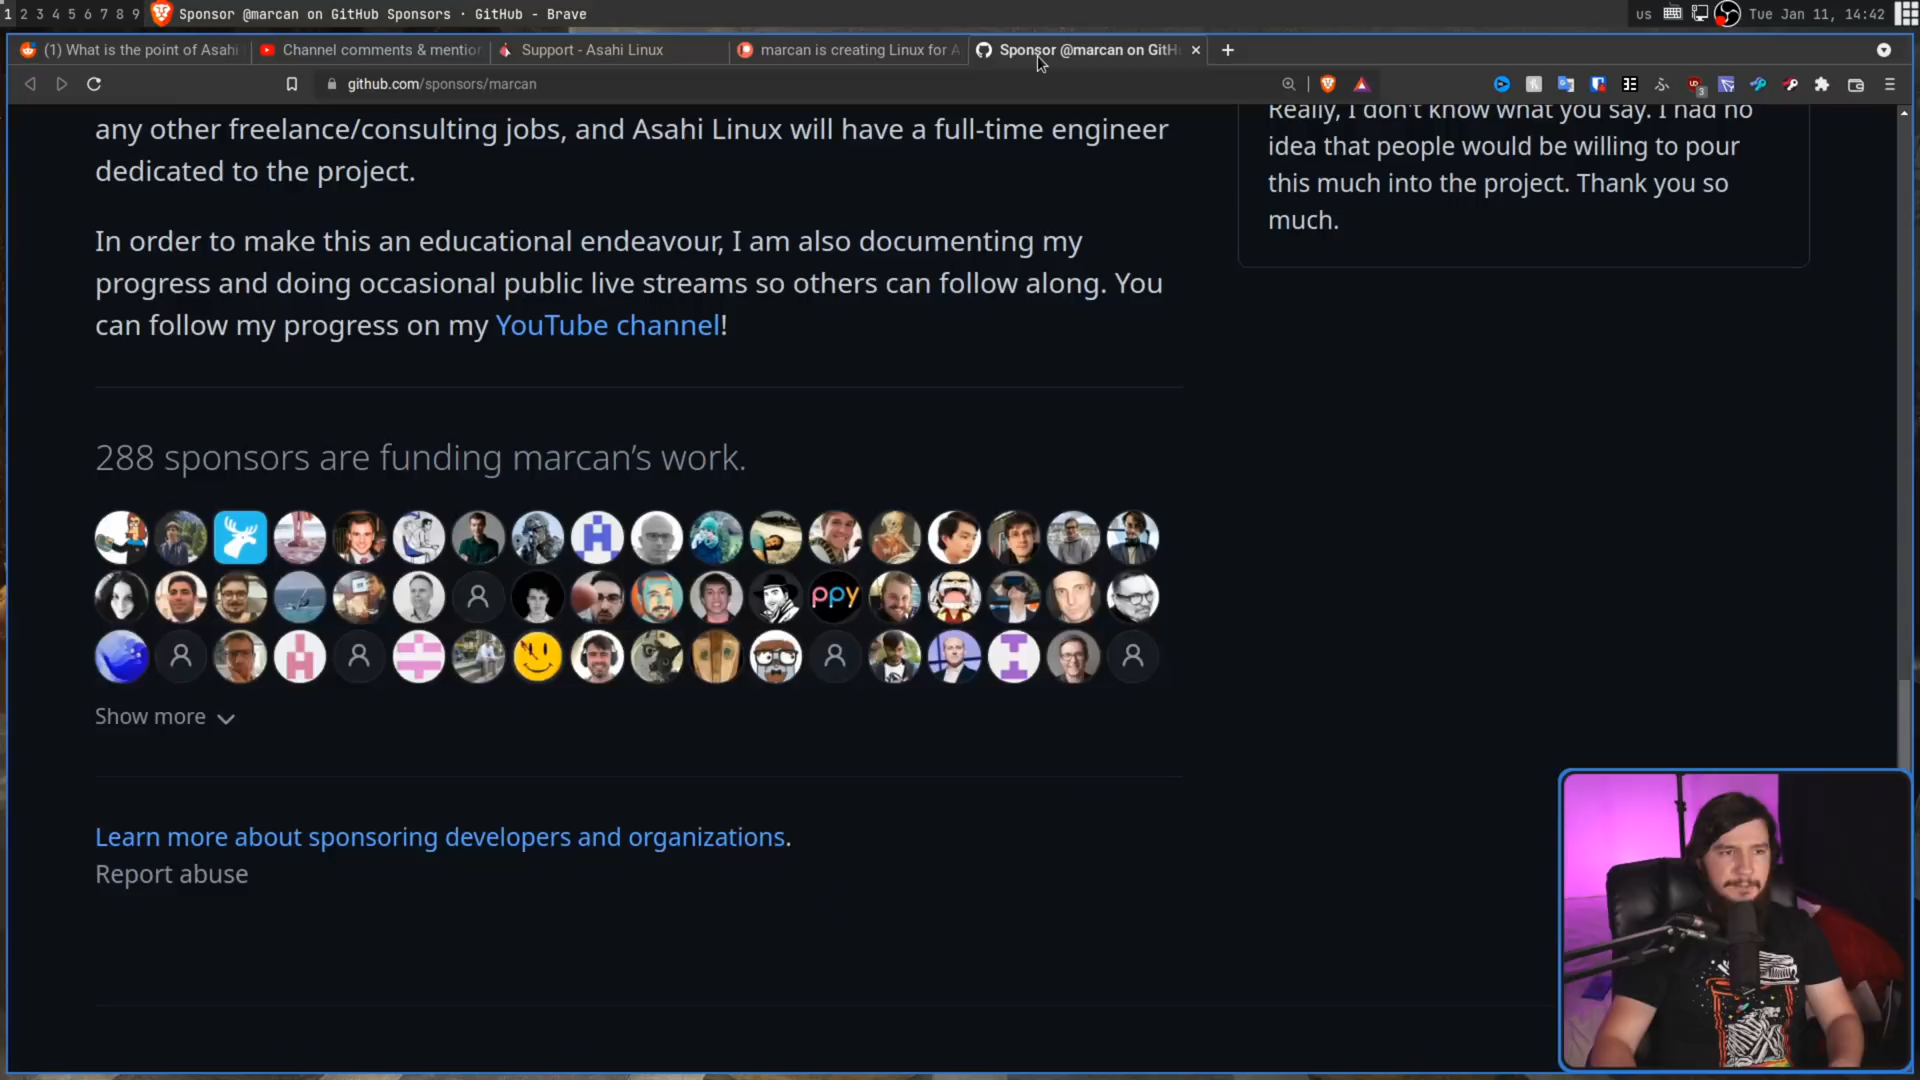 1 2 3 4 5 6 7 8 9 Sponsor @marcan on GitHub Sponsors · GitHub - Brave
us Tue Jan 11, 14:42
(1) What is the point of Asahi
Channel comments & mentio
Support - Asahi Linux
marcan is creating Linux for A
Sponsor @marcan on GitH
github.com/sponsors/marcan
any other freelance/consulting jobs, and Asahi Linux will have a full-time engineer
dedicated to the project.
In order to make this an educational endeavour, I am also documenting my
progress and doing occasional public live streams so others can follow along. You
can follow my progress on my YouTube channel!
Really, I don't know what you say. I had no
idea that people would be willing to pour
this much into the project. Thank you so
much.
288 sponsors are funding marcan's work.
ppy
Show more
Learn more about sponsoring developers and organizations.
Report abuse